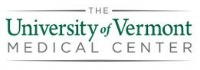 THE
University of Vermont
MEDICAL CENTER